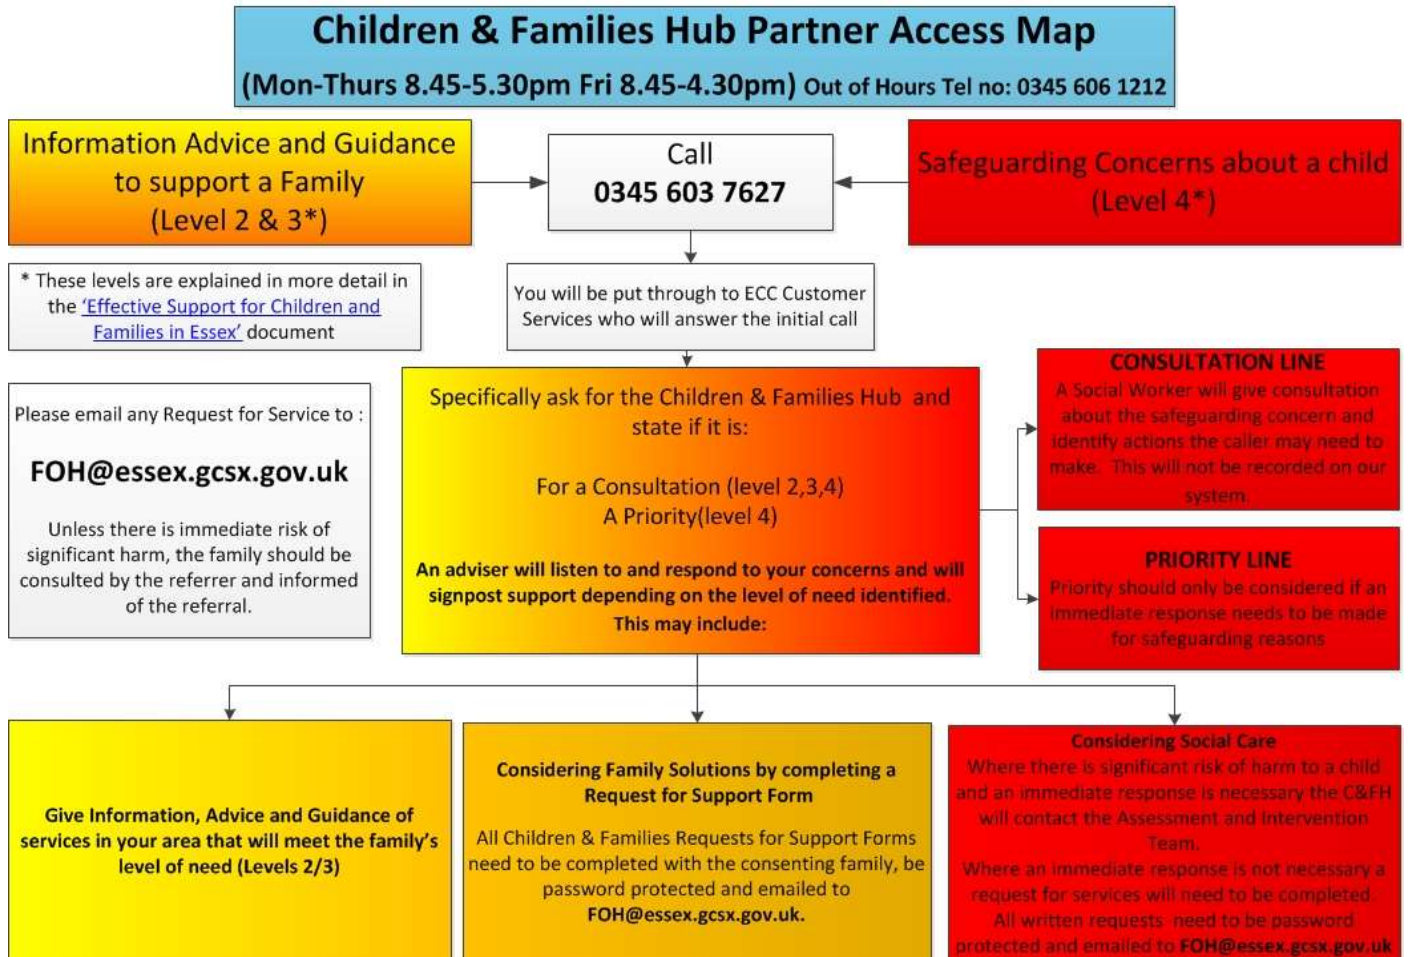 Children & Families Hub Partner Access Map
(Mon-Thurs 8.45-5.30pm Fri 8.45-4.30pm) Out of Hours Tel no: 0345 606 1212
Information Advice and Guidance
to support a Family
(Level 2 & 3*)
Call
0345 603 7627
Safeguarding Concerns about a child
(Level 4*)
* These levels are explained in more detail in
the 'Effective Support for Children and
Families in Essex' document
You will be put through to ECC Customer
Services who will answer the initial call
Please email any Request for Service to :
FOH@essex.gcsx.gov.uk
Unless there is immediate risk of
significant harm, the family should be
consulted by the referrer and informed
of the referral.
Specifically ask for the Children & Families Hub and
state if it is:
For a Consultation (level 2,3,4)
A Priority(level 4)
An adviser will listen to and respond to your concerns and will
signpost support depending on the level of need identified.
This may include:
CONSULTATION LINE
A Social Worker will give consultation
about the safeguarding concern and
identify actions the caller may need to
make. This will not be recorded on our
system.
PRIORITY LINE
Priority should only be considered if an
immediate response needs to be made
for safeguarding reasons
Give Information, Advice and Guidance of
services in your area that will meet the family's
level of need (Levels 2/3)
Considering Family Solutions by completing a
Request for Support Form
All Children & Families Requests for Support Forms
need to be completed with the consenting family, be
password protected and emailed to
FOH@essex.gcsx.gov.uk.
Considering Social Care
Where there is significant risk of harm to a child
and an immediate response is necessary the C&FH
will contact the Assessment and Intervention
Team.
Where an immediate response is not necessary a
request for services will need to be completed.
All written requests need to be password
protected and emailed to FOH@essex.gcsx.gov.uk